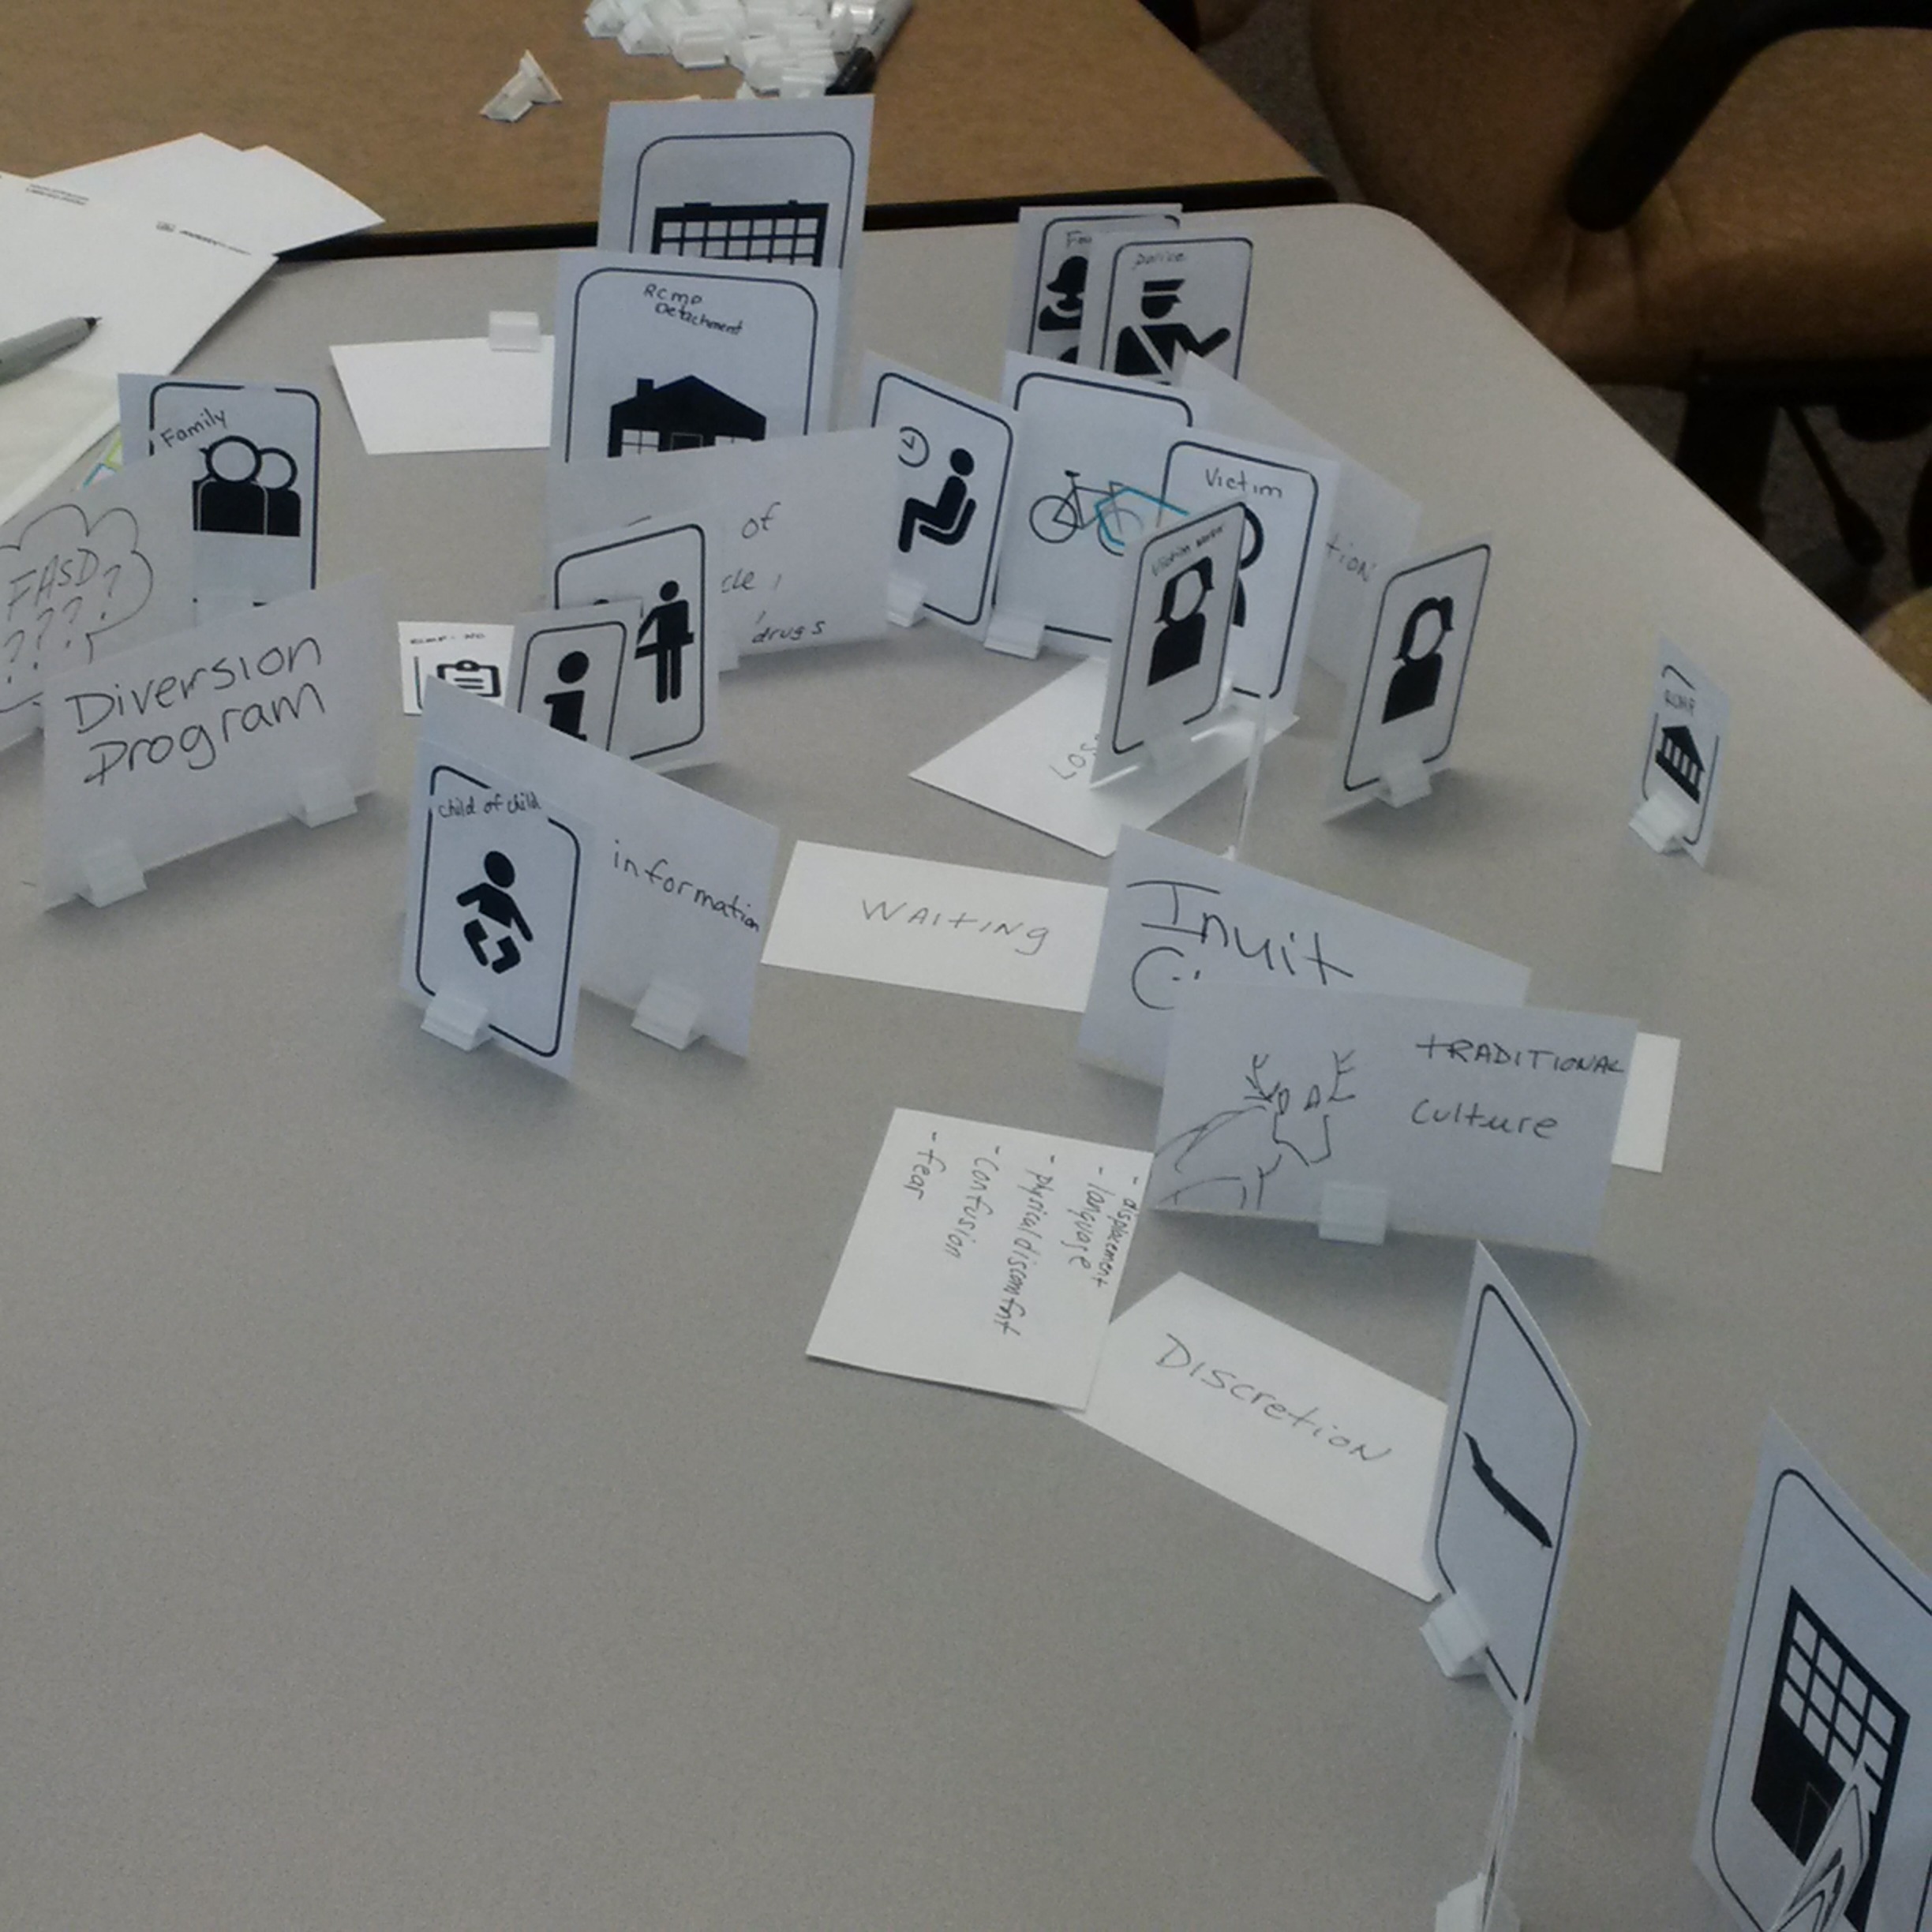 RCMP
Detachment
police
Family
Victim
of
drugs
FASD
????
Diversion
Program
Child of child
information
WAITING
Inuit
TRADITIONAL
Culture
- displacement
- language
- physical discomfort
- confusion
- fear
DISCRETION